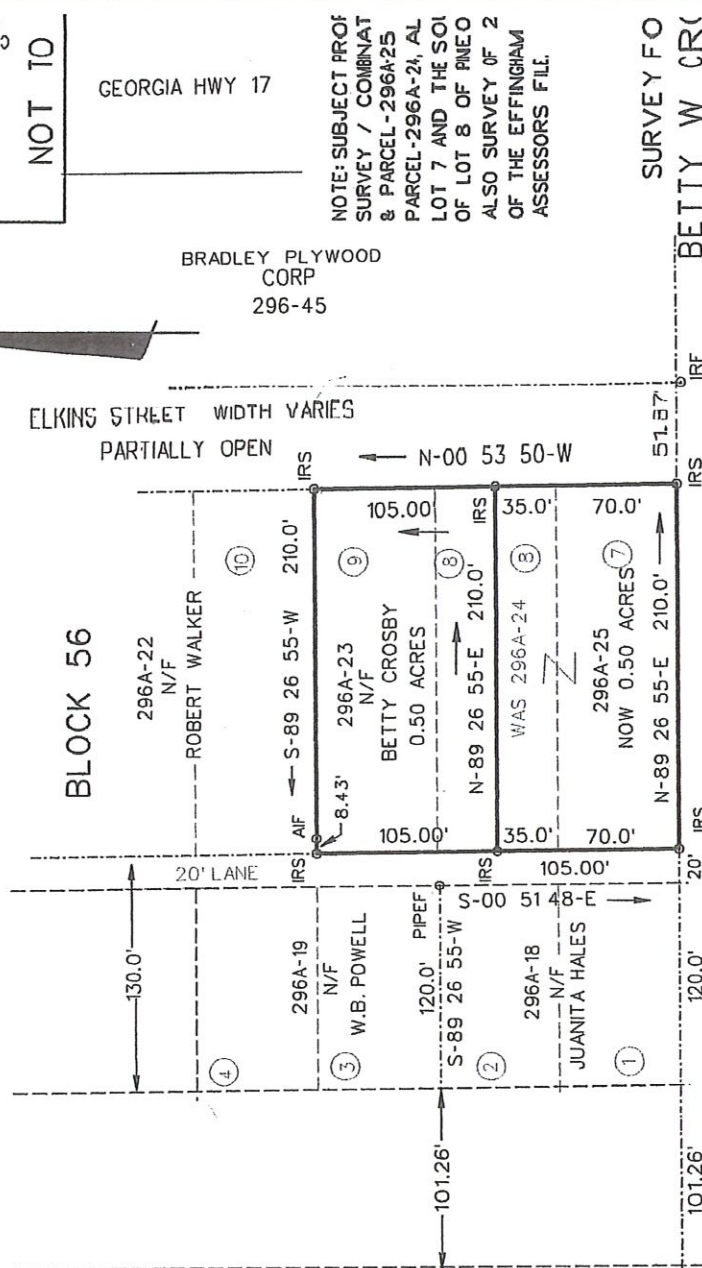 NOT TO
GEORGIA HWY 17
NOTE: SUBJECT PROP
SURVEY / COMBINAT
& PARCEL-296A-25
PARCEL-296A-24, AL
LOT 7 AND THE SOU
OF LOT 8 OF PINEO
ALSO SURVEY OF 2
OF THE EFFINGHAM
ASSESSORS FILE.
SURVEY FO
BETTY W CRO
BRADLEY PLYWOOD
CORP
296-45
ELKINS STREET WIDTH VARIES
PARTIALLY OPEN
IRS
N-00 53 50-W
51.87'
IRF
IRS
BLOCK 56
296A-22
N/F
ROBERT WALKER
10
S-89 26 55-W 210.0'
105.00'
IRS
35.0'
70.0'
9
8
8
7
296A-23
N/F
BETTY CROSBY
0.50 ACRES
N-89 26 55-E 210.0'
WAS 296A-24
296A-25
NOW 0.50 ACRES
N-89 26 55-E 210.0'
8.43'
AIF
IRS
105.00'
IRS
35.0'
70.0'
IRS
20' LANE
105.00'
20'
S-00 51 48-E
130.0'
296A-19
N/F
W.B. POWELL
120.0' PIPEF
S-89 26 55-W
296A-18
N/F
JUANITA HALES
120.0'
4
3
2
1
101.26'
101.26'